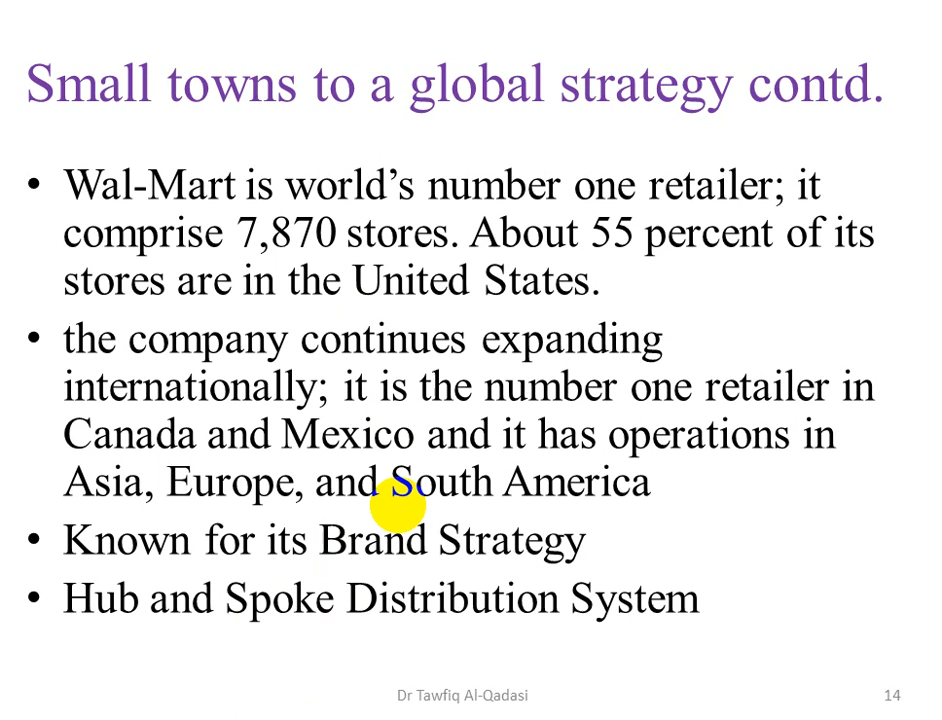 Small towns to a global strategy contd.
• Wal-Mart is world’s number one retailer; it
comprise 7,870 stores. About 55 percent of its
stores are in the United States.
• the company continues expanding
internationally; it is the number one retailer in
Canada and Mexico and it has operations in
Asia, Europe, and South America
• Known for its Brand Strategy
• Hub and Spoke Distribution System
Dr Tawfiq Al-Qadasi
14